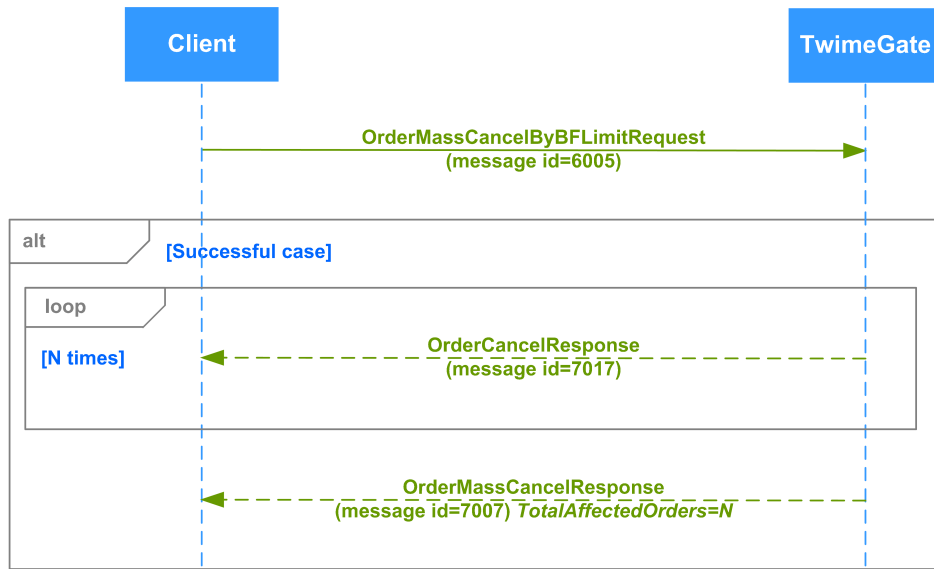 Client
TwimeGate
OrderMassCancelByBFLimitRequest
(message id=6005)
alt
[Successful case]
loop
[N times]
OrderCancelResponse
(message id=7017)
OrderMassCancelResponse
(message id=7007) TotalAffectedOrders=N